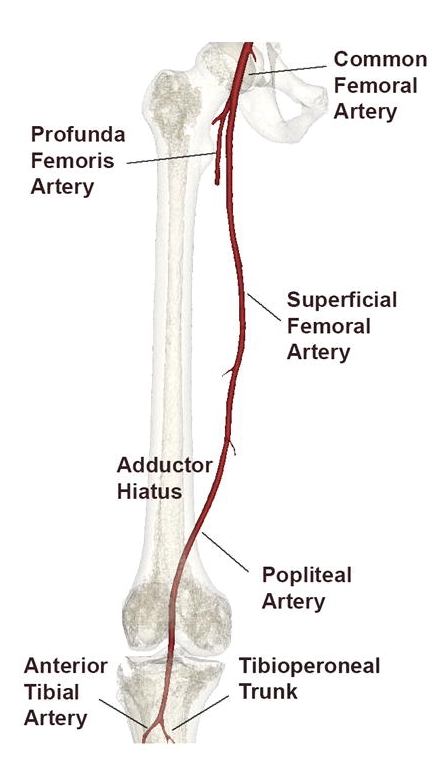 Common
Femoral
Artery
Profunda
Femoris
Artery
Superficial
Femoral
Artery
Adductor
Hiatus
Popliteal
Artery
Anterior
Tibial
Artery
Tibioperoneal
Trunk